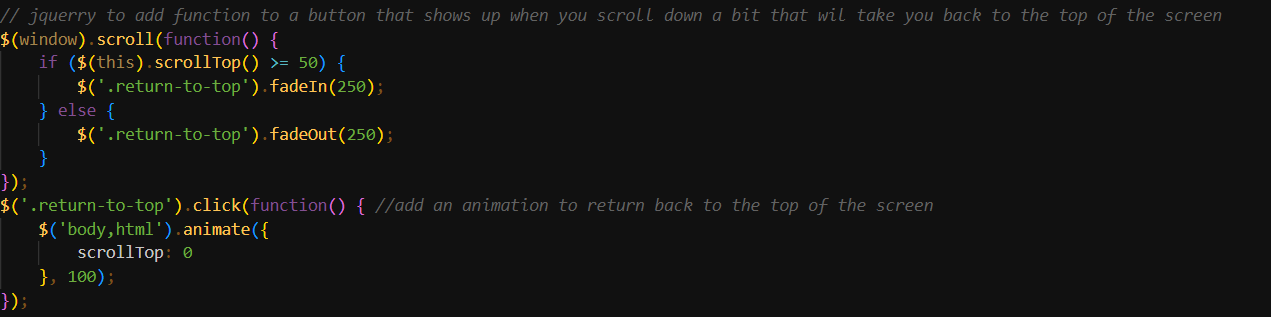 // jquerry to add function to a button that shows up when you scroll down a bit that wil take you back to the top of the screen
$(window).scroll(function() {
    if ($(this).scrollTop() >= 50) {
        $('.return-to-top').fadeIn(250);
    } else {
        $('.return-to-top').fadeOut(250);
    }
});
$('.return-to-top').click(function() { //add an animation to return back to the top of the screen
    $('body,html').animate({
        scrollTop: 0
    }, 100);
});